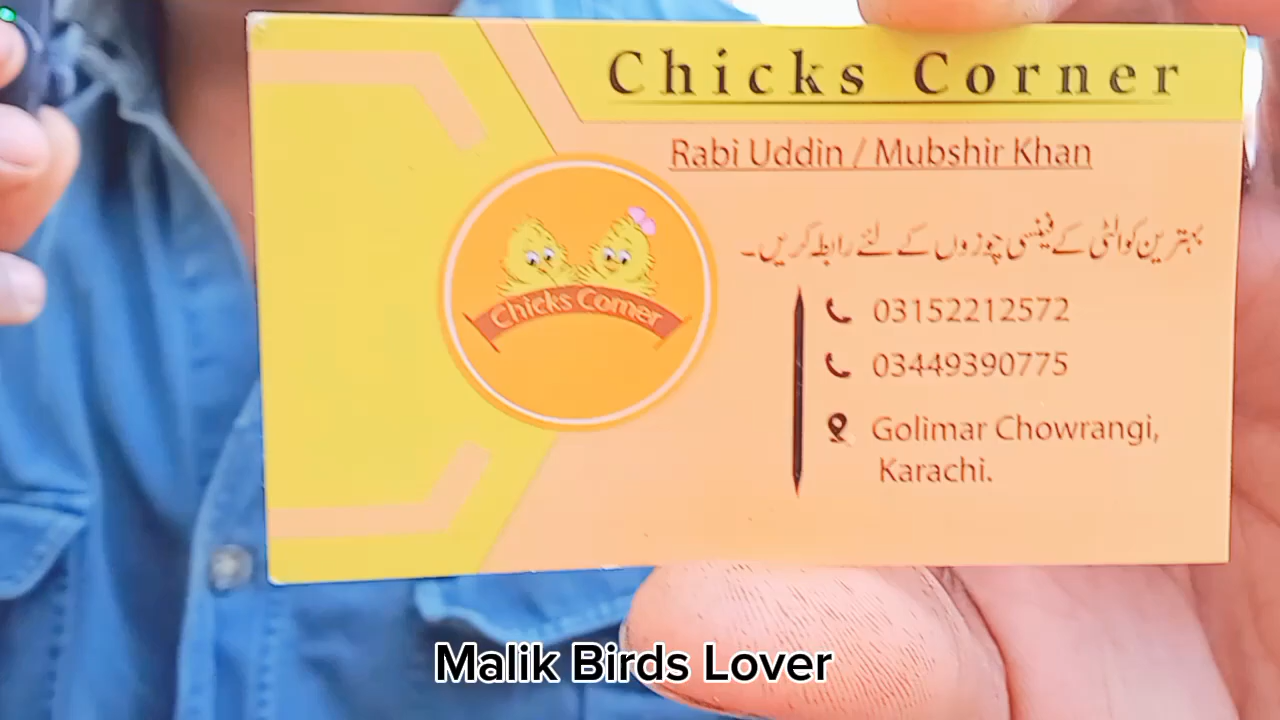 Chicks Corner
Rabi Uddin / Mubshir Khan
بہترین کوالٹی کے فینسی چوزوں کے لئے رابطہ کریں۔
Chicks Corner
03152212572
03449390775
Golimar Chowrangi,
Karachi.
Malik Birds Lover